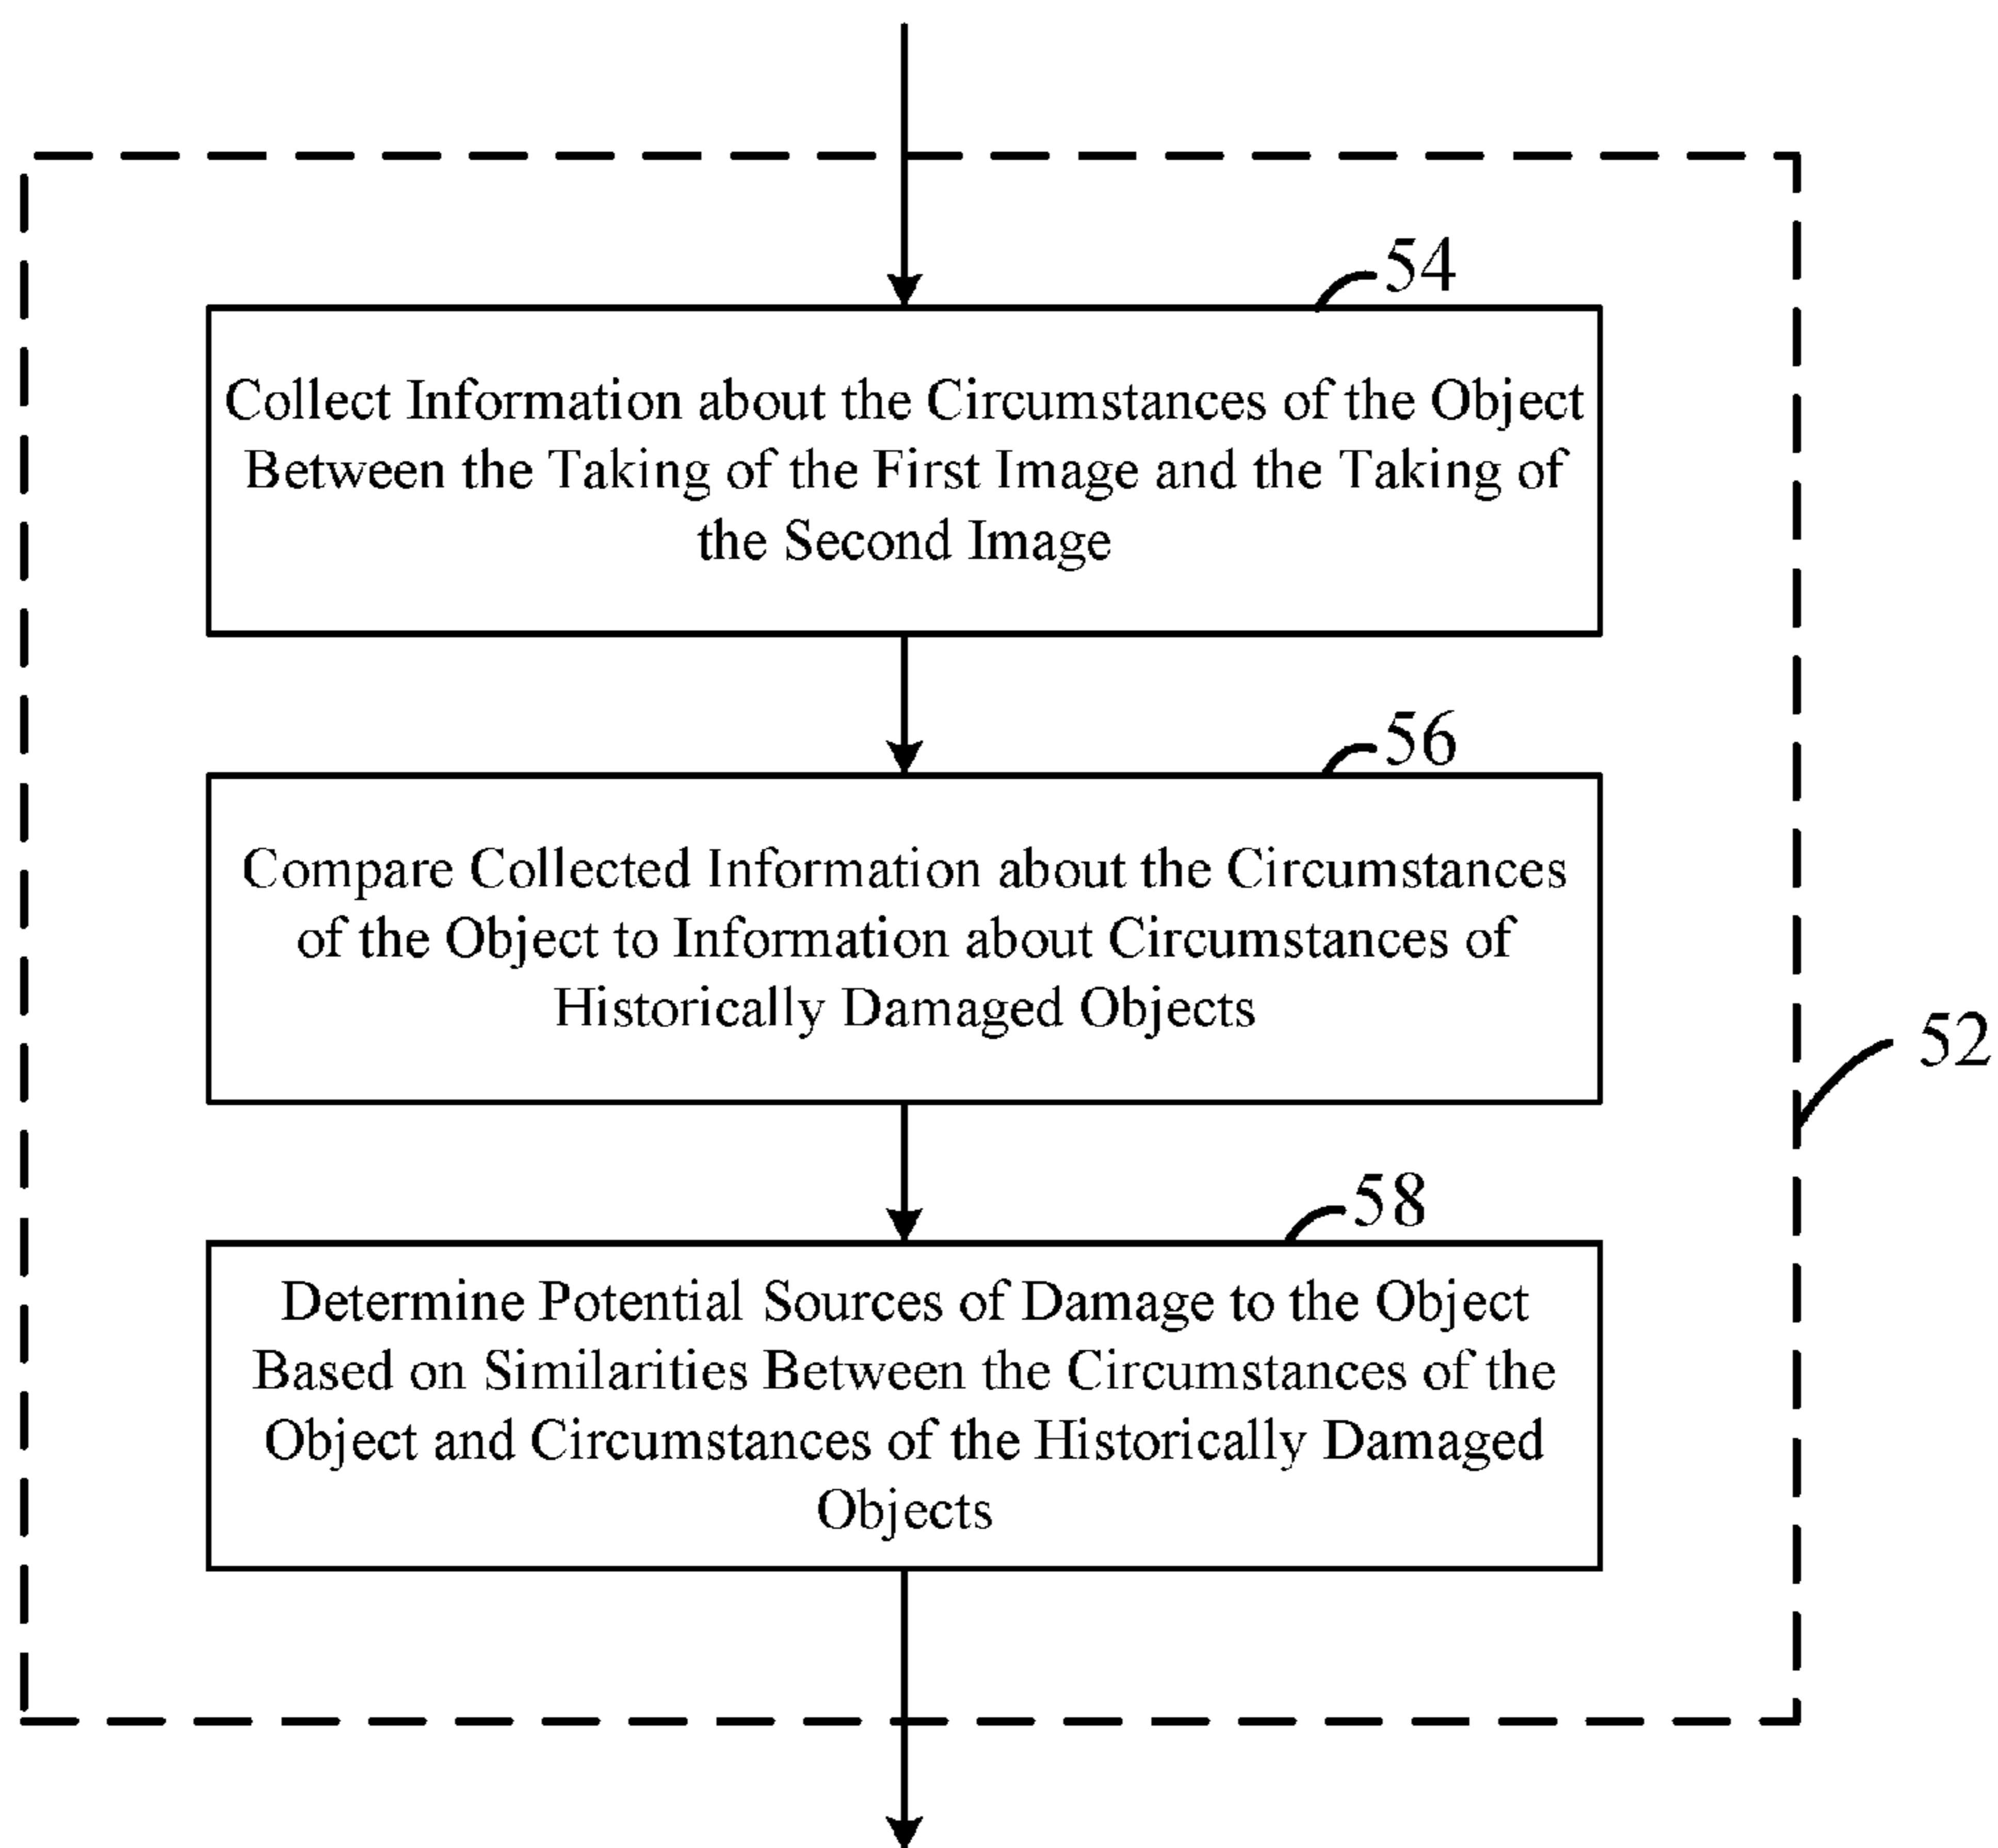 54
Collect Information about the Circumstances of the Object
Between the Taking of the First Image and the Taking of
the Second Image
56
Compare Collected Information about the Circumstances
of the Object to Information about Circumstances of
Historically Damaged Objects
52
58
Determine Potential Sources of Damage to the Object
Based on Similarities Between the Circumstances of the
Object and Circumstances of the Historically Damaged
Objects